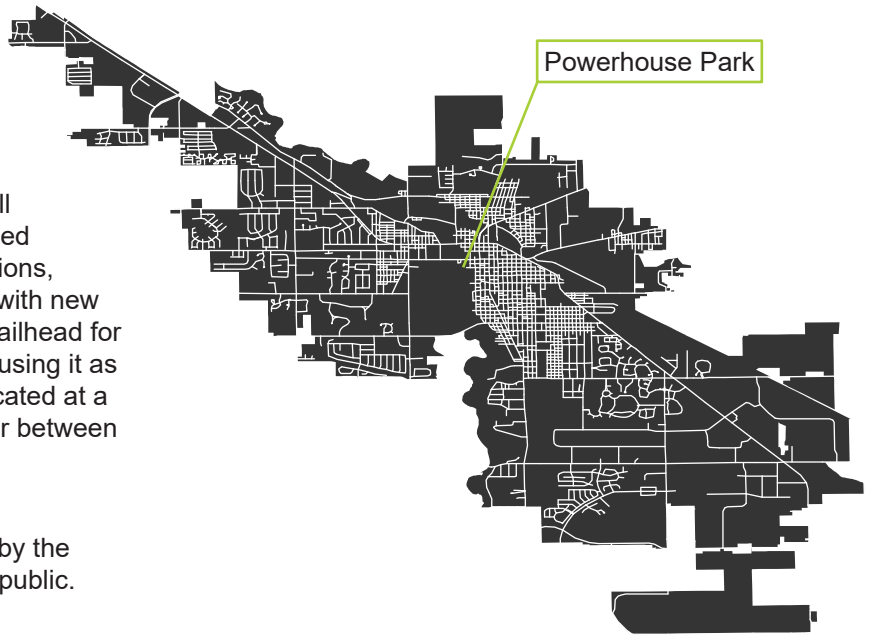 Powerhouse Park
ll
ed
ions,
with new
ailhead for
using it as
cated at a
r between
by the
public.